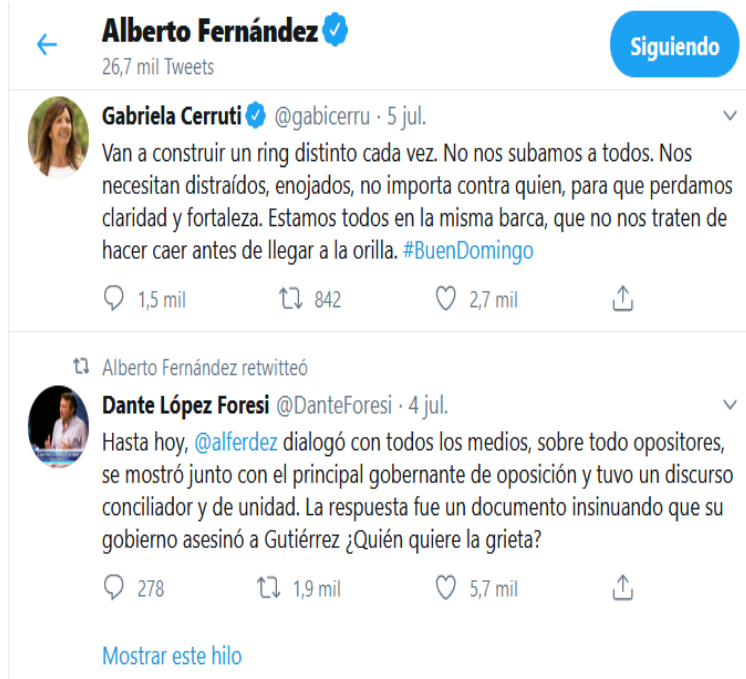 Alberto Fernández
26,7 mil Tweets
Siguiendo
Gabriela Cerruti @gabicerru · 5 jul.
Van a construir un ring distinto cada vez. No nos subamos a todos. Nos
necesitan distraídos, enojados, no importa contra quien, para que perdamos
claridad y fortaleza. Estamos todos en la misma barca, que no nos traten de
hacer caer antes de llegar a la orilla. #BuenDomingo
1,5 mil 842 2,7 mil
Alberto Fernández retwitteó
Dante López Foresi @DanteForesi · 4 jul.
Hasta hoy, @alferdez dialogó con todos los medios, sobre todo opositores,
se mostró junto con el principal gobernante de oposición y tuvo un discurso
conciliador y de unidad. La respuesta fue un documento insinuando que su
gobierno asesinó a Gutiérrez ¿Quién quiere la grieta?
278 1,9 mil 5,7 mil
Mostrar este hilo